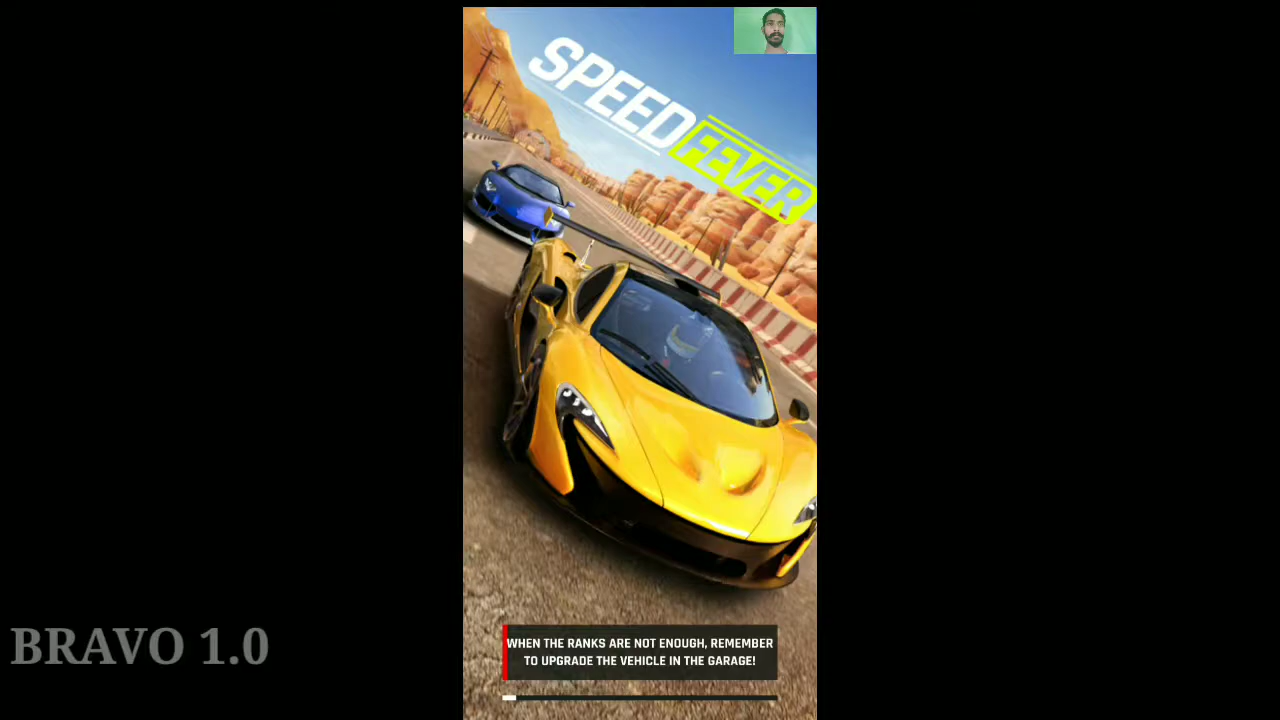 SPEED
FEVER
WHEN THE RANKS ARE NOT ENOUGH, REMEMBER
TO UPGRADE THE VEHICLE IN THE GARAGE!
BRAVO 1.0